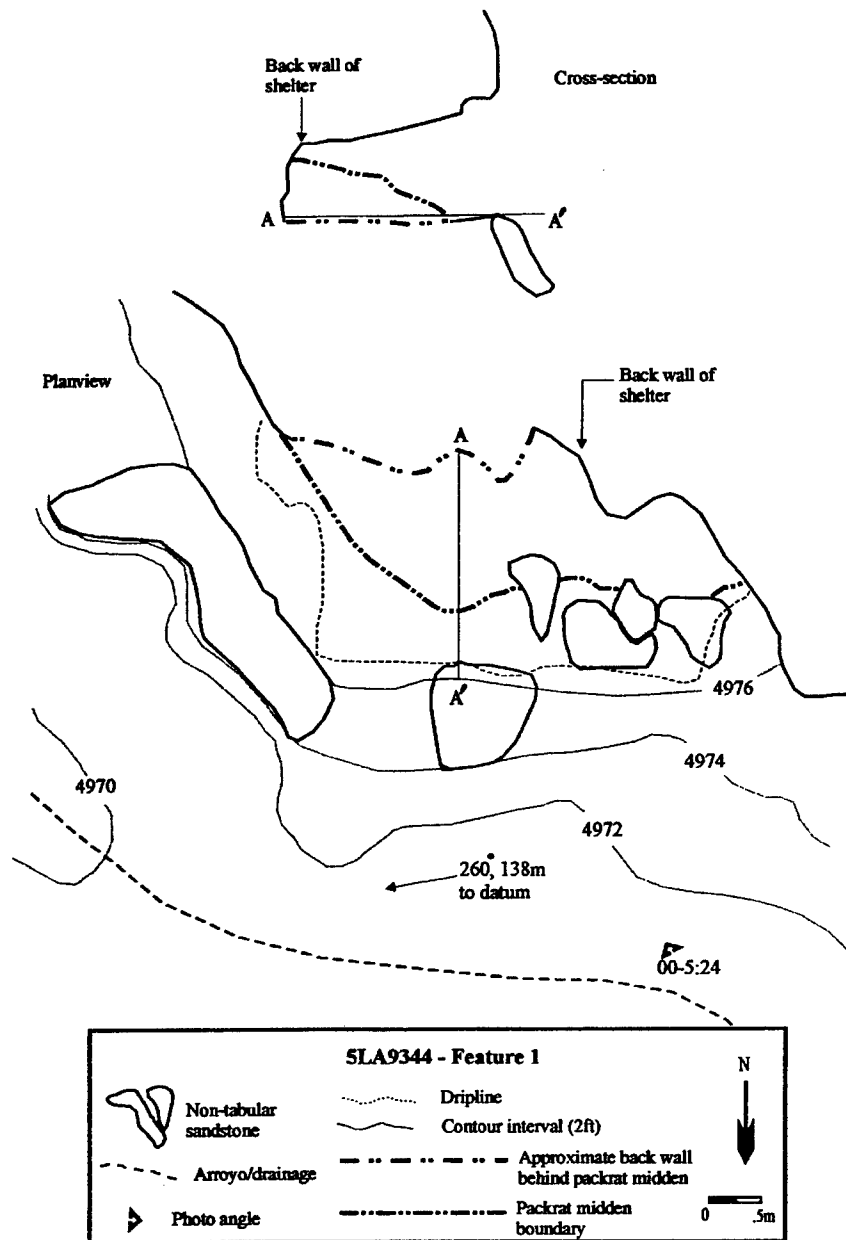 Back wall of
shelter
Cross-section
A
A'
Planview
Back wall of
shelter
A
A'
4976
4974
4970
4972
260°, 138m
to datum
00-5:24
5LA9344 - Feature 1
Non-tabular
sandstone
Dripline
Contour interval (2ft)
N
Arroyo/drainage
Approximate back wall
behind packrat midden
Photo angle
Packrat midden
boundary
0 .5m